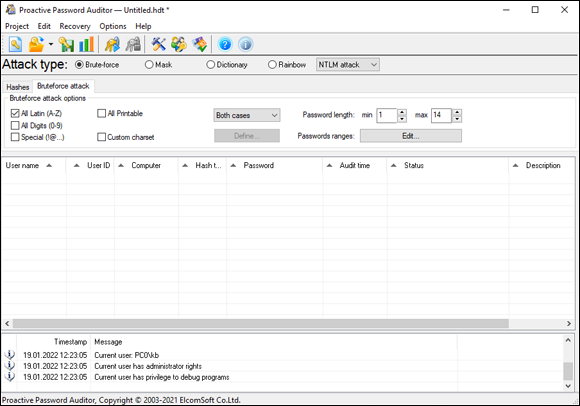 Proactive Password Auditor — Untitled.hdt *
Project Edit Recovery Options Help
Attack type: Brute-force Mask Dictionary Rainbow NTLM attack
Hashes Bruteforce attack
Bruteforce attack options
All Latin (A-Z) All Printable Both cases Password length: min 1 max 14
All Digits (0-9)
Special (!@...) Custom charset Define... Passwords ranges: Edit...
User name User ID Computer Hash t... Password Audit time Status Description
Timestamp Message
19.01.2022 12:23:05 Current user: PC0\kb
19.01.2022 12:23:05 Current user has administrator rights
19.01.2022 12:23:05 Current user has privilege to debug programs
Proactive Password Auditor, Copyright © 2003-2021 ElcomSoft Co.Ltd.